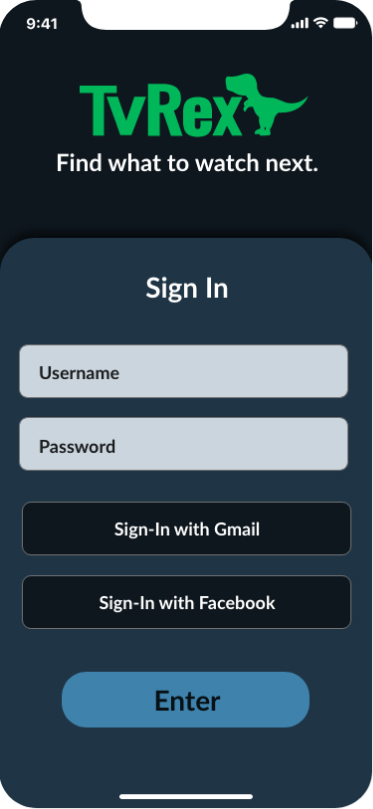 9:41
TvRex
Find what to watch next.
Sign In
Username
Password
Sign-In with Gmail
Sign-In with Facebook
Enter